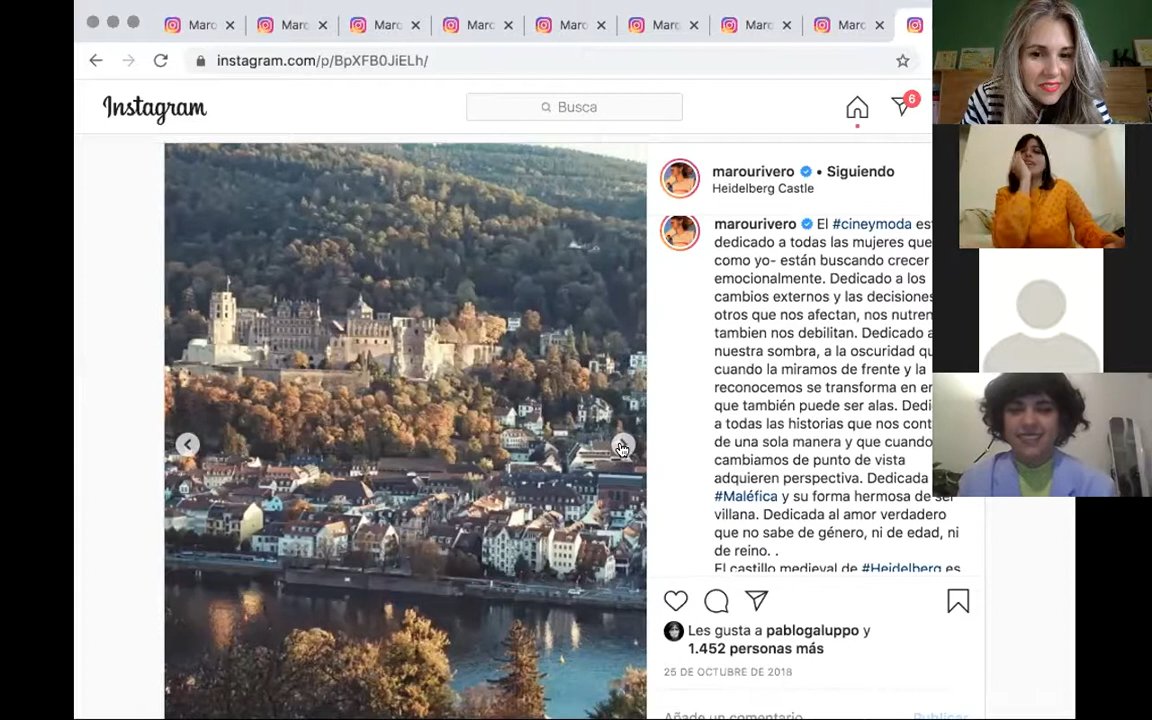 Marc
Marc
Marc
Marc
Marc
Marc
Marc
Marc
instagram.com/p/BpXFB0JiELh/
Instagram
Busca
6
marourivero • Siguiendo
Heidelberg Castle
marourivero El #cineymoda est
dedicado a todas las mujeres que
como yo- están buscando crecer
emocionalmente. Dedicado a los
cambios externos y las decisiones
otros que nos afectan, nos nutren
tambien nos debilitan. Dedicado a
nuestra sombra, a la oscuridad qu
cuando la miramos de frente y la
reconocemos se transforma en en
que también puede ser alas. Dedi
a todas las historias que nos cont
de una sola manera y que cuando
cambiamos de punto de vista
adquieren perspectiva. Dedicada
#Maléfica y su forma hermosa de ser
villana. Dedicada al amor verdadero
que no sabe de género, ni de edad, ni
de reino. .
El castillo medieval de #Heidelberg es
Les gusta a pablogaluppo y
1.452 personas más
25 DE OCTUBRE DE 2018
Añade un comentario
Publicar